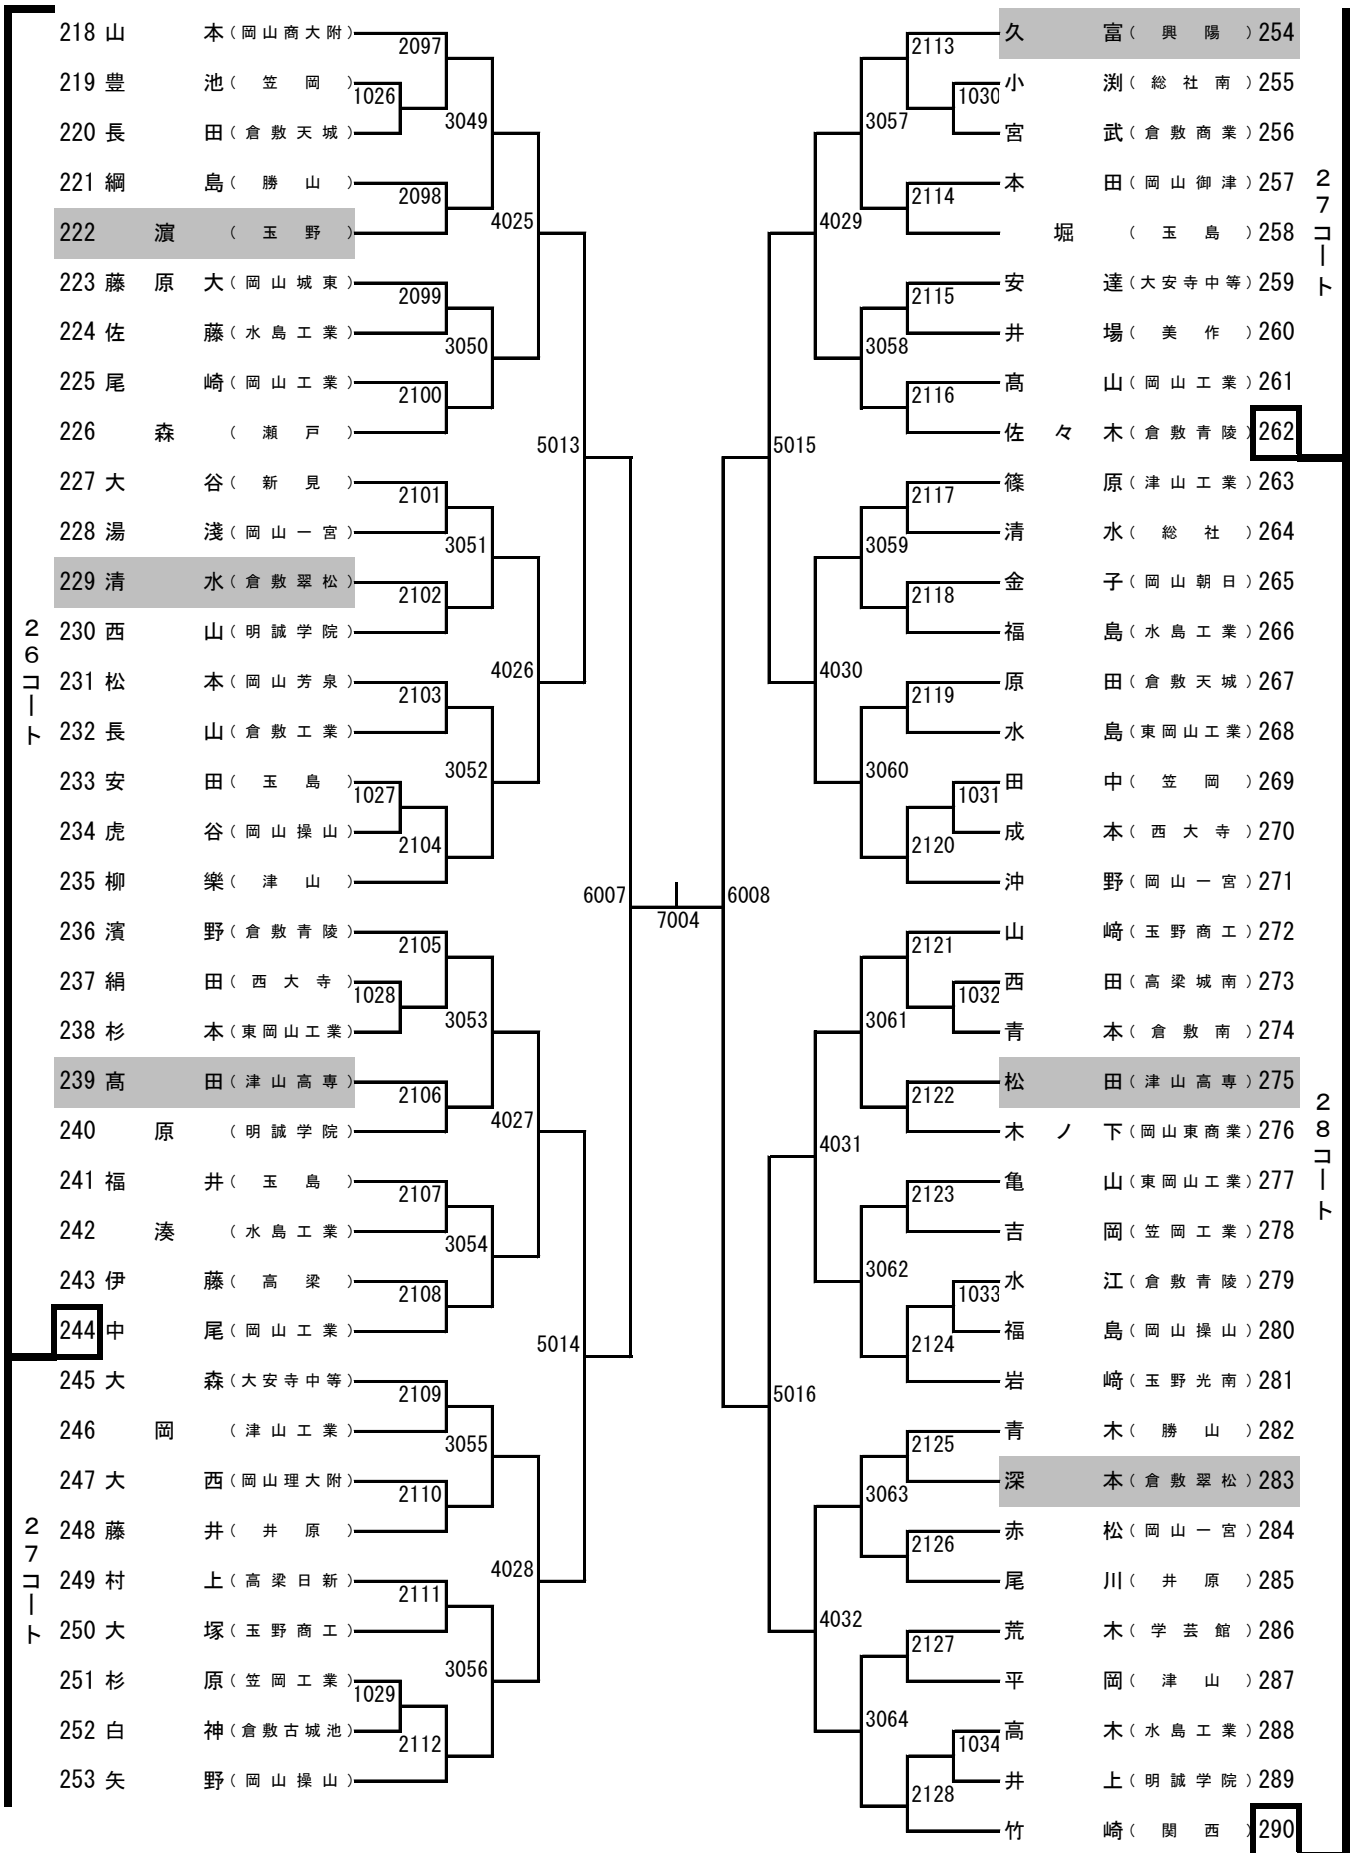 218 山本(岡山商大附)
2097
219 豊池(笠岡)
1026
220 長田(倉敷天城)
3049
221 綱島(勝山)
2098
222 濵(玉野)
4025
223 藤原大(岡山城東)
2099
224 佐藤(水島工業)
3050
225 尾崎(岡山工業)
2100
226 森(瀬戸)
5013
227 大谷(新見)
2101
228 湯淺(岡山一宮)
3051
229 清水(倉敷翠松)
2102
230 西山(明誠学院)
4026
231 松本(岡山芳泉)
2103
232 長山(倉敷工業)
3052
233 安田(玉島)
1027
234 虎谷(岡山操山)
2104
235 柳樂(津山)
6007
236 濱野(倉敷青陵)
2105
237 絹田(西大寺)
1028
238 杉本(東岡山工業)
3053
239 髙田(津山高専)
2106
240 原(明誠学院)
4027
241 福井(玉島)
2107
242 湊(水島工業)
3054
243 伊藤(高梁)
2108
244 中尾(岡山工業)
5014
245 大森(大安寺中等)
2109
246 岡(津山工業)
3055
247 大西(岡山理大附)
2110
248 藤井(井原)
4028
249 村上(高梁日新)
2111
250 大塚(玉野商工)
3056
251 杉原(笠岡工業)
1029
252 白神(倉敷古城池)
2112
253 矢野(岡山操山)
26コート
27コート
7004
久富(興陽)254
2113
小渕(総社南)255
1030
宮武(倉敷商業)256
3057
本田(岡山御津)257
2114
堀(玉島)258
4029
安達(大安寺中等)259
2115
井場(美作)260
3058
髙山(岡山工業)261
2116
佐々木(倉敷青陵)262
5015
篠原(津山工業)263
2117
清水(総社)264
3059
金子(岡山朝日)265
2118
福島(水島工業)266
4030
原田(倉敷天城)267
2119
水島(東岡山工業)268
3060
田中(笠岡)269
1031
成本(西大寺)270
2120
沖野(岡山一宮)271
6008
山﨑(玉野商工)272
2121
西田(高梁城南)273
1032
青本(倉敷南)274
3061
松田(津山高専)275
2122
木ノ下(岡山東商業)276
4031
亀山(東岡山工業)277
2123
吉岡(笠岡工業)278
3062
水江(倉敷青陵)279
1033
福島(岡山操山)280
2124
岩﨑(玉野光南)281
5016
青木(勝山)282
2125
深本(倉敷翠松)283
3063
赤松(岡山一宮)284
2126
尾川(井原)285
4032
荒木(学芸館)286
2127
平岡(津山)287
3064
高木(水島工業)288
1034
井上(明誠学院)289
2128
竹崎(関西)290
27コート
28コート